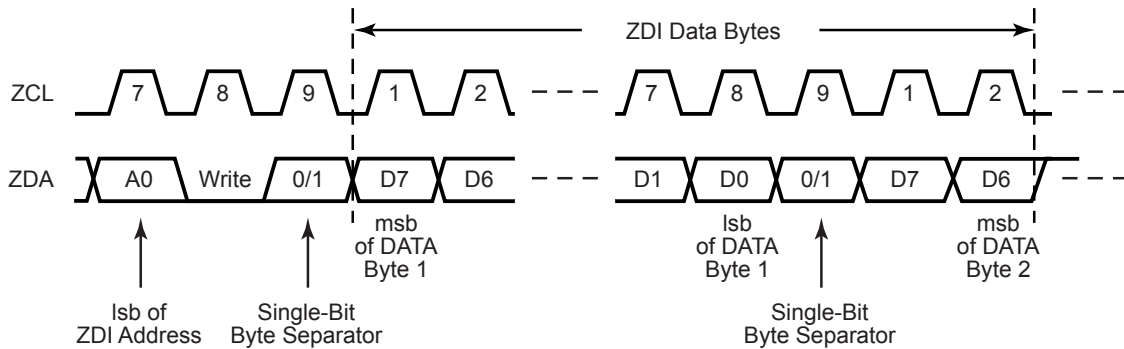 ZDI Data Bytes
ZCL 7 8 9 1 2 7 8 9 1 2
ZDA A0 Write 0/1 D7 D6 D1 D0 0/1 D7 D6
msb
of DATA
Byte 1
lsb
of DATA
Byte 1
msb
of DATA
Byte 2
lsb of
ZDI Address
Single-Bit
Byte Separator
Single-Bit
Byte Separator